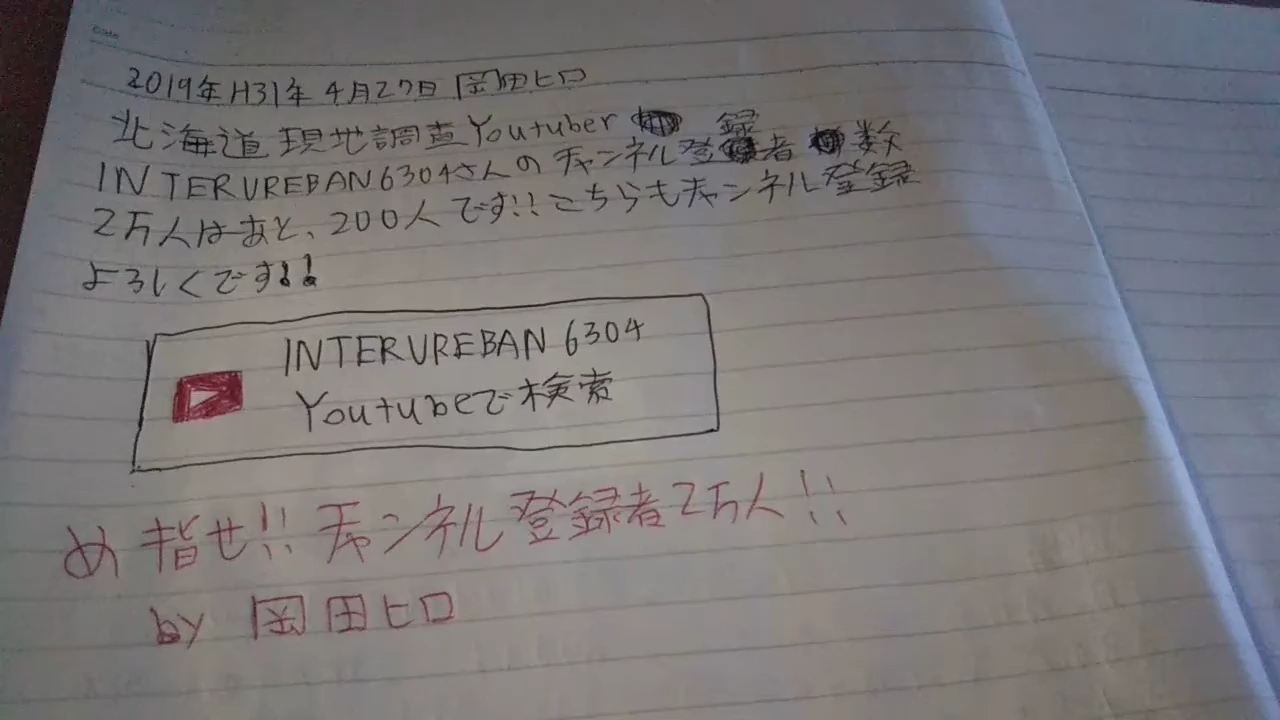 Date
2019年H31年4月27日 岡田ヒロ
北海道現地調査Youtuber
INTERUREBAN6304さんのチャンネル登録者数
2万人はあと、200人です!!こちらもチャンネル登録
よろしくです!!
INTERUREBAN 6304
Youtubeで検索
め指せ!!チャンネル登録者2万人!!
by 岡田ヒロ